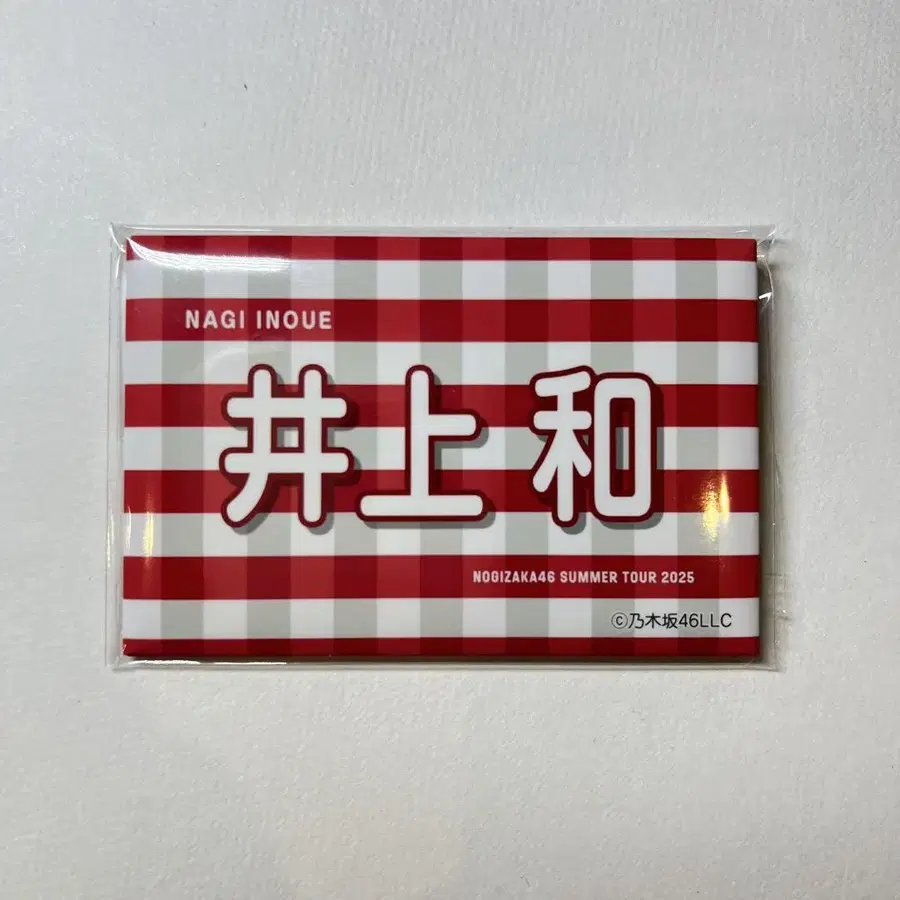 NAGI INOUE
井上 和
NOGIZAKA46 SUMMER TOUR 2025
©乃木坂46LLC